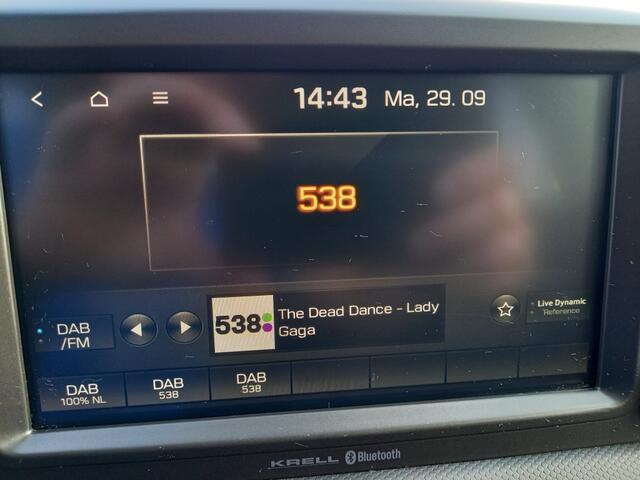 14:43 Ma, 29. 09
538
538
The Dead Dance - Lady
Gaga
Live Dynamic
Reference
DAB
/FM
DAB
100% NL
DAB
538
DAB
538
KRELL Bluetooth